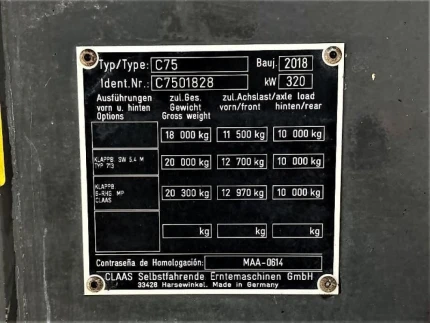 Typ/Type: C75 Bauj. 2018
Ident.Nr.: C7501828 kW 320
Ausführungen zul.Ges. zul.Achslast/axle load
vorn u. hinten Gewicht vorn/front hinten/rear
Options Gross weight
18 000 kg 11 500 kg 10 000 kg
KLAPPB SW 5,4 M
TYP 713
20 000 kg 12 700 kg 10 000 kg
KLAPPB
6-RHG MP
CLAAS
20 300 kg 12 970 kg 10 000 kg
kg kg kg
Contraseña de Homologación: MAA-0614
CLAAS Selbstfahrende Erntemaschinen GmbH
33428 Harsewinkel, Made in Germany